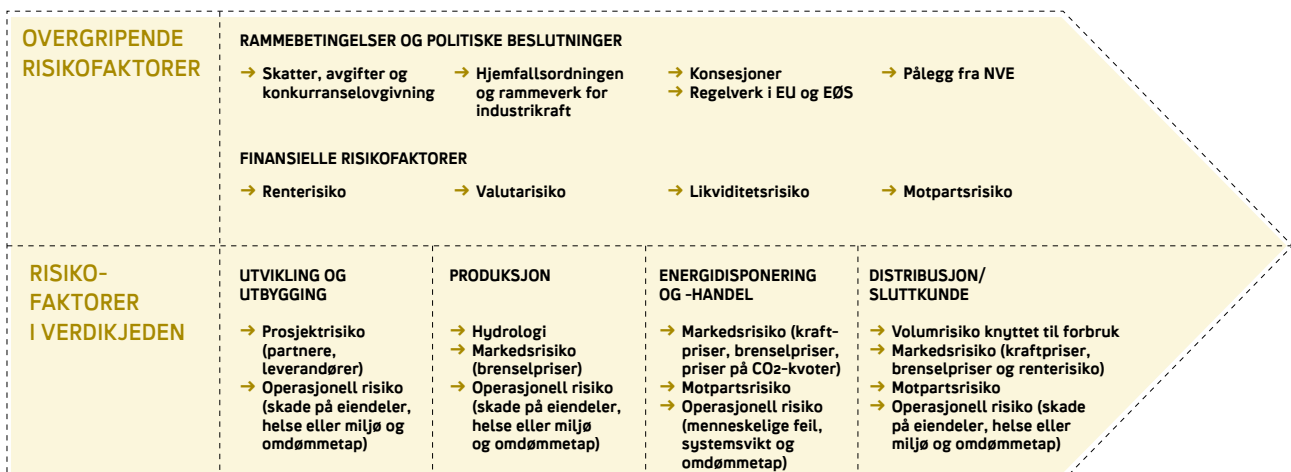 OVERGRIPENDE
RISIKOFAKTORER
RAMMEBETINGELSER OG POLITISKE BESLUTNINGER
→ Skatter, avgifter og
konkurranselovgivning
→ Hjemfallsordningen
og rammeverk for
industrikraft
→ Konsesjoner
→ Regelverk i EU og EØS
→ Pålegg fra NVE
FINANSIELLE RISIKOFAKTORER
→ Renterisiko
→ Valutarisiko
→ Likviditetsrisiko
→ Motpartsrisiko
RISIKO-
FAKTORER
I VERDIKJEDEN
UTVIKLING OG
UTBYGGING
→ Prosjektrisiko
(partnere,
leverandører)
→ Operasjonell risiko
(skade på eiendeler,
helse eller miljø og
omdømmetap)
PRODUKSJON
→ Hydrologi
→ Markedsrisiko
(brenselpriser)
→ Operasjonell risiko
(skade på eiendeler,
helse eller miljø
og omdømmetap)
ENERGIDISPONERING
OG -HANDEL
→ Markedsrisiko (kraft-
priser, brenselpriser,
priser på CO2-kvoter)
→ Motpartsrisiko
→ Operasjonell risiko
(menneskelige feil,
systemsvikt og
omdømmetap)
DISTRIBUSJON/
SLUTTKUNDE
→ Volumrisiko knyttet til forbruk
→ Markedsrisiko (kraftpriser,
brenselpriser og renterisiko)
→ Motpartsrisiko
→ Operasjonell risiko (skade
på eiendeler, helse eller
miljø og omdømmetap)